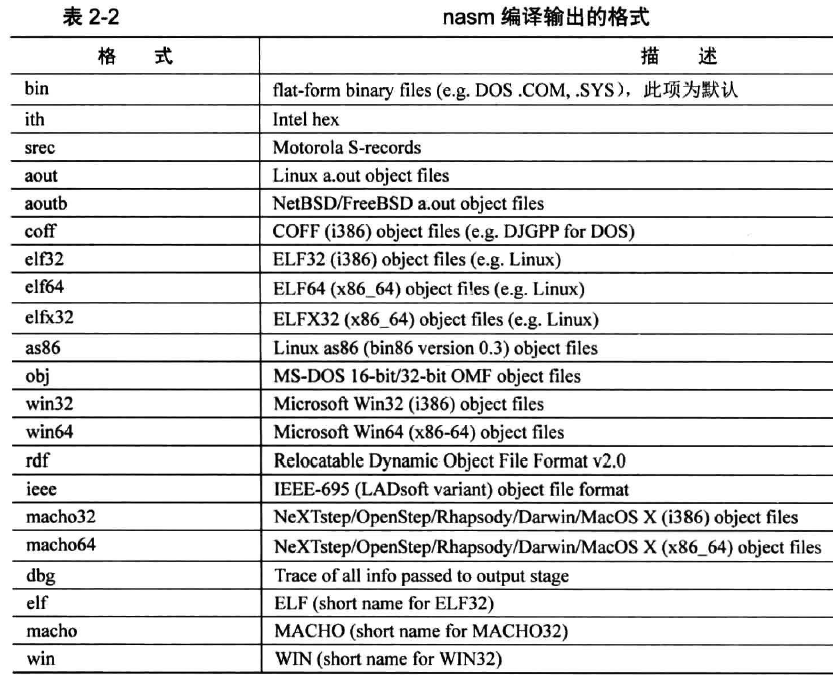 表 2-2 nasm 编译输出的格式
格 式 描 述
bin flat-form binary files (e.g. DOS .COM, .SYS），此项为默认
ith Intel hex
srec Motorola S-records
aout Linux a.out object files
aoutb NetBSD/FreeBSD a.out object files
coff COFF (i386) object files (e.g. DJGPP for DOS)
elf32 ELF32 (i386) object files (e.g. Linux)
elf64 ELF64 (x86_64) object files (e.g. Linux)
elfx32 ELFX32 (x86_64) object files (e.g. Linux)
as86 Linux as86 (bin86 version 0.3) object files
obj MS-DOS 16-bit/32-bit OMF object files
win32 Microsoft Win32 (i386) object files
win64 Microsoft Win64 (x86-64) object files
rdf Relocatable Dynamic Object File Format v2.0
ieee IEEE-695 (LADsoft variant) object file format
macho32 NeXTstep/OpenStep/Rhapsody/Darwin/MacOS X (i386) object files
macho64 NeXTstep/OpenStep/Rhapsody/Darwin/MacOS X (x86_64) object files
dbg Trace of all info passed to output stage
elf ELF (short name for ELF32)
macho MACHO (short name for MACHO32)
win WIN (short name for WIN32)